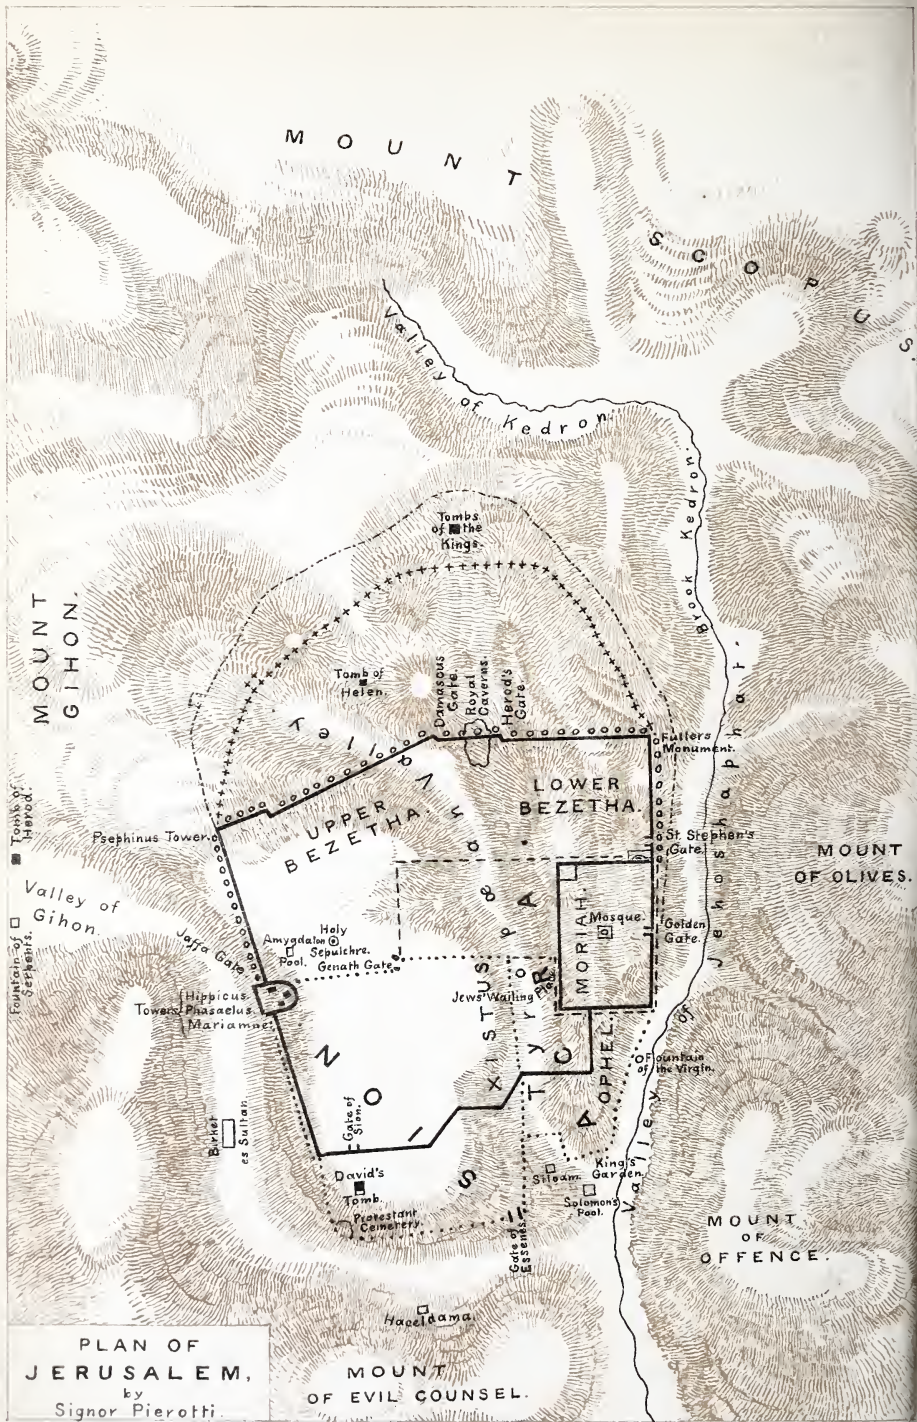 MOUNT
SCOPUS.
Valley of Kedron.
Brook Kedron.
Tombs
of the
Kings.
MOUNT
GIHON.
Tomb of
Helen.
Damascus
Gate.
Royal
Caverns.
Herod's
Gate.
Valley
Fullers
Monument.
LOWER
BEZETHA.
UPPER
BEZETHA.
Psephinus Tower.
Tomb of
Herod.
St. Stephen's
Gate.
MOUNT
OF OLIVES.
Valley of
Gihon.
Fountain of
Serpents.
Jaffa Gate
Amygdalon
Pool.
Holy
Sepulchre.
Genath Gate
MORIAH.
Mosque.
Golden
Gate.
Hippicus
Towers Phasaelus
Mariamne
Jews' Wailing
Place
XISTUS &
Tyropa
ACRA.
OPHEL.
Fountain
of the Virgin.
Valley of Jehoshaphat.
SION
Birket
es Sultan
Gate of
Sion.
David's
Tomb.
Protestant
Cemetery.
Siloam.
King's
Garden.
Solomon's
Pool.
Gate of
Essenes.
MOUNT
OF
OFFENCE.
Haceldama.
MOUNT
OF EVIL COUNSEL.
PLAN OF
JERUSALEM,
by
Signor Pierotti.